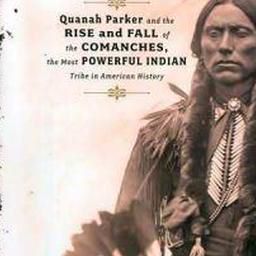 Quanah Parker and the
RISE and FALL of
the COMANCHES,
the Most POWERFUL INDIAN
Tribe in American History